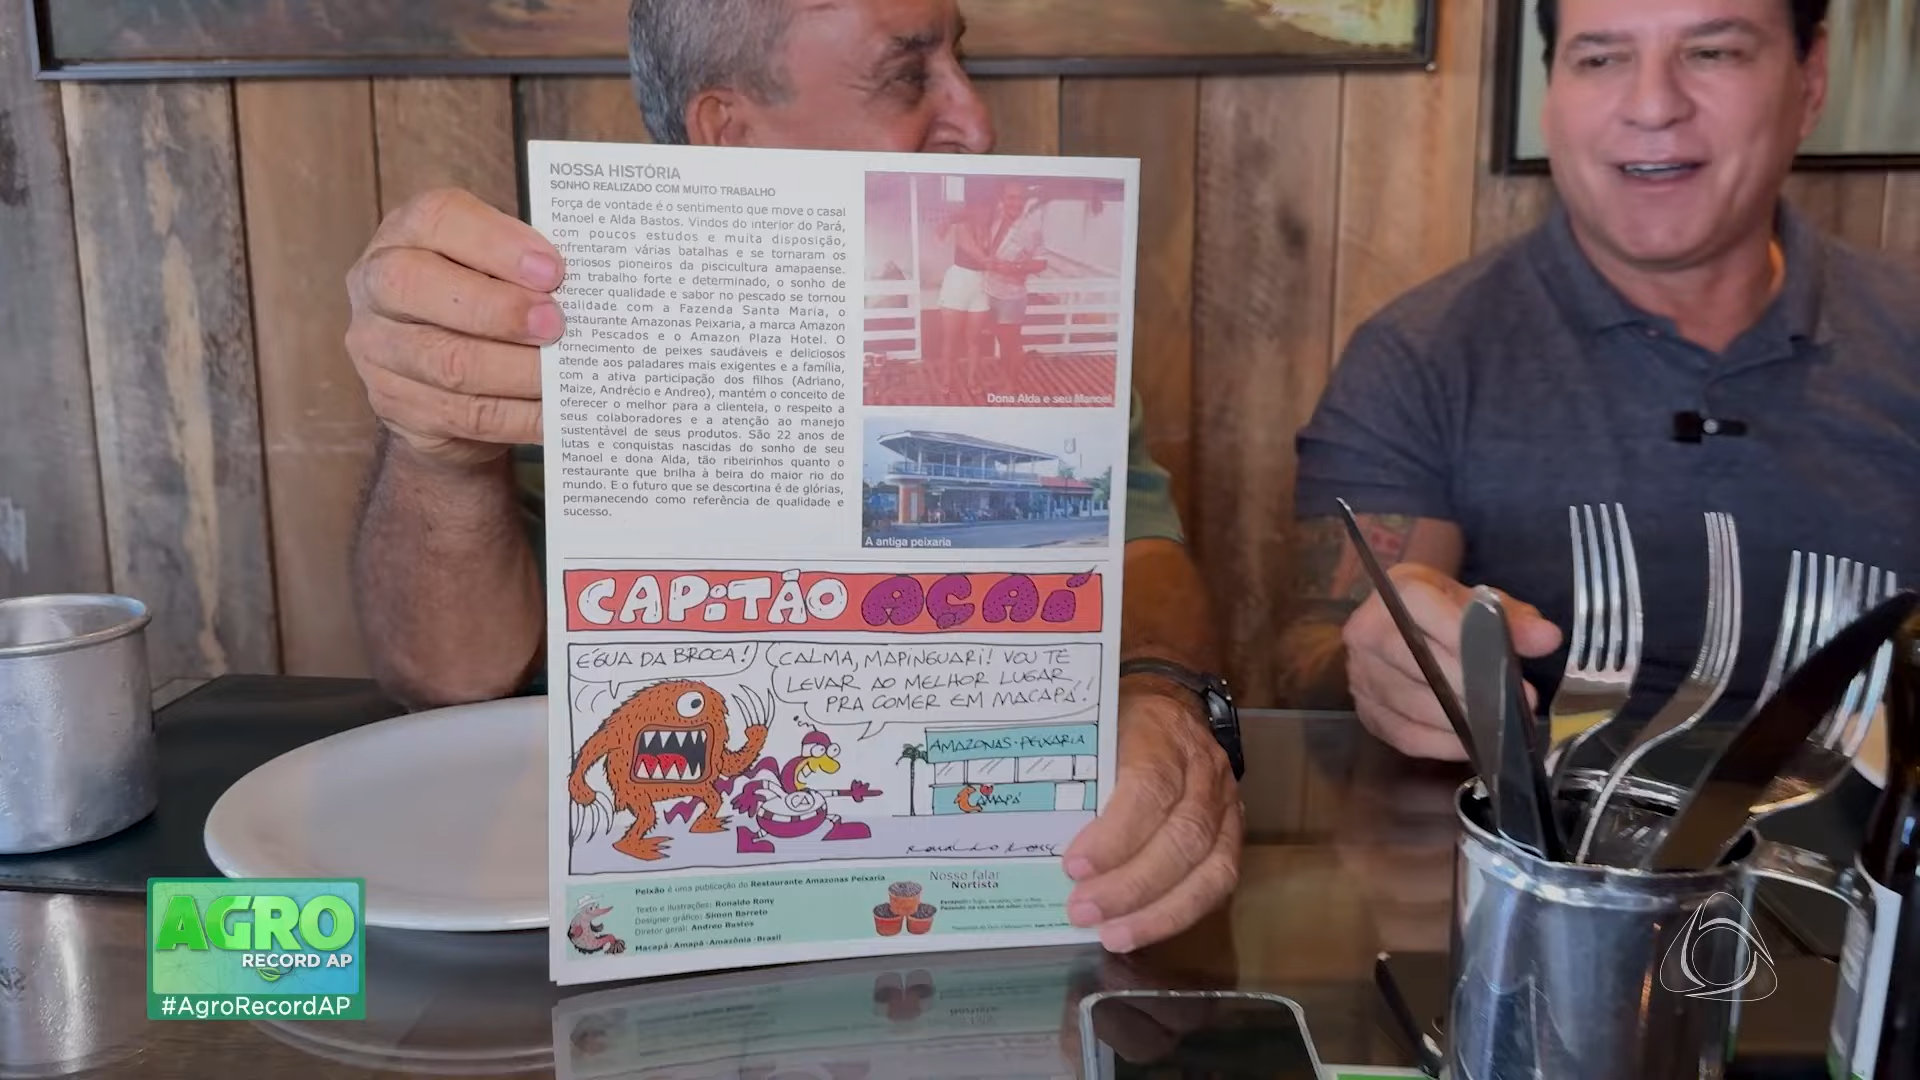 NOSSA HISTÓRIA
SONHO REALIZADO COM MUITO TRABALHO
Força de vontade é o sentimento que move o casal
Manoel e Alda Bastos. Vindos do interior do Pará,
com poucos estudos e muita disposição,
enfrentaram várias batalhas e se tornaram os
toriosos pioneiros da piscicultura amapaense.
om trabalho forte e determinado, o sonho de
oferecer qualidade e sabor no pescado se tornou
realidade com a Fazenda Santa Maria, o
estaurante Amazonas Peixaria, a marca Amazon
ish Pescados e o Amazon Plaza Hotel. O
fornecimento de peixes saudáveis e deliciosos
atende aos paladares mais exigentes e a família,
com a ativa participação dos filhos (Adriano,
Maize, Andrécio e Andreo), mantém o conceito de
oferecer o melhor para a clientela, o respeito a
seus colaboradores e a atenção ao manejo
sustentável de seus produtos. São 22 anos de
lutas e conquistas nascidas do sonho de seu
Manoel e dona Alda, tão ribeirinhos quanto o
restaurante que brilha à beira do maior rio do
mundo. E o futuro que se descortina é de glórias,
permanecendo como referência de qualidade e
sucesso.
Dona Alda e seu Manoel
A antiga peixaria
CAPITÃO AÇAÍ
ÉGUA DA BROCA!
CALMA, MAPINGUARI! VOU TE
LEVAR AO MELHOR LUGAR
PRA COMER EM MACAPÁ!
AMAZONAS-PEIXARIA
AMAPÁ
CA
Ronaldo Rony
Peixão é uma publicação do Restaurante Amazonas Peixaria
Texto e ilustrações: Ronaldo Rony
Designer gráfico: Simon Barreto
Diretor geral: Andreu Bastos
Macapá-Amapá-Amazônia-Brasil
Nosso falar
Nortista
AGRO
RECORD AP
#AgroRecordAP